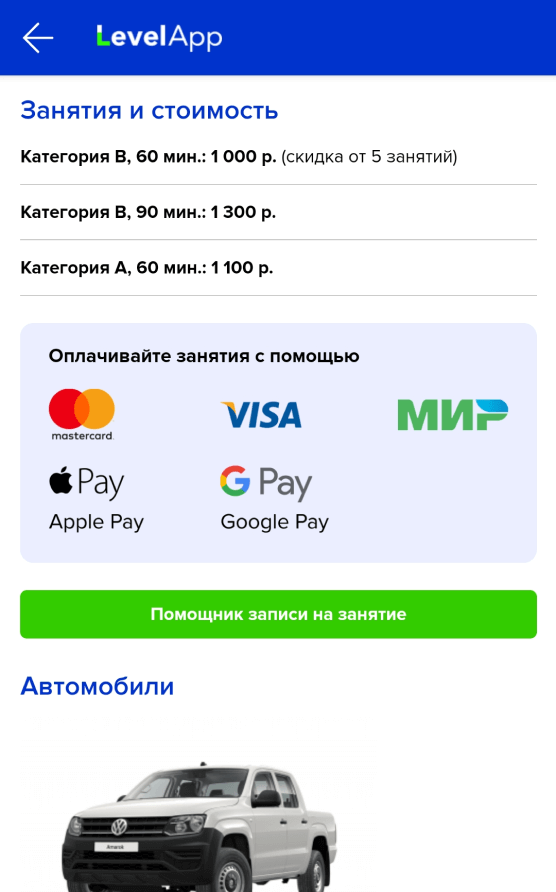 LevelApp
Занятия и стоимость
Категория B, 60 мин.: 1 000 р. (скидка от 5 занятий)
Категория B, 90 мин.: 1 300 р.
Категория A, 60 мин.: 1 100 р.
Оплачивайте занятия с помощью
mastercard.
VISA
МИР
Pay
G Pay
Apple Pay
Google Pay
Помощник записи на занятие
Автомобили
Amarok